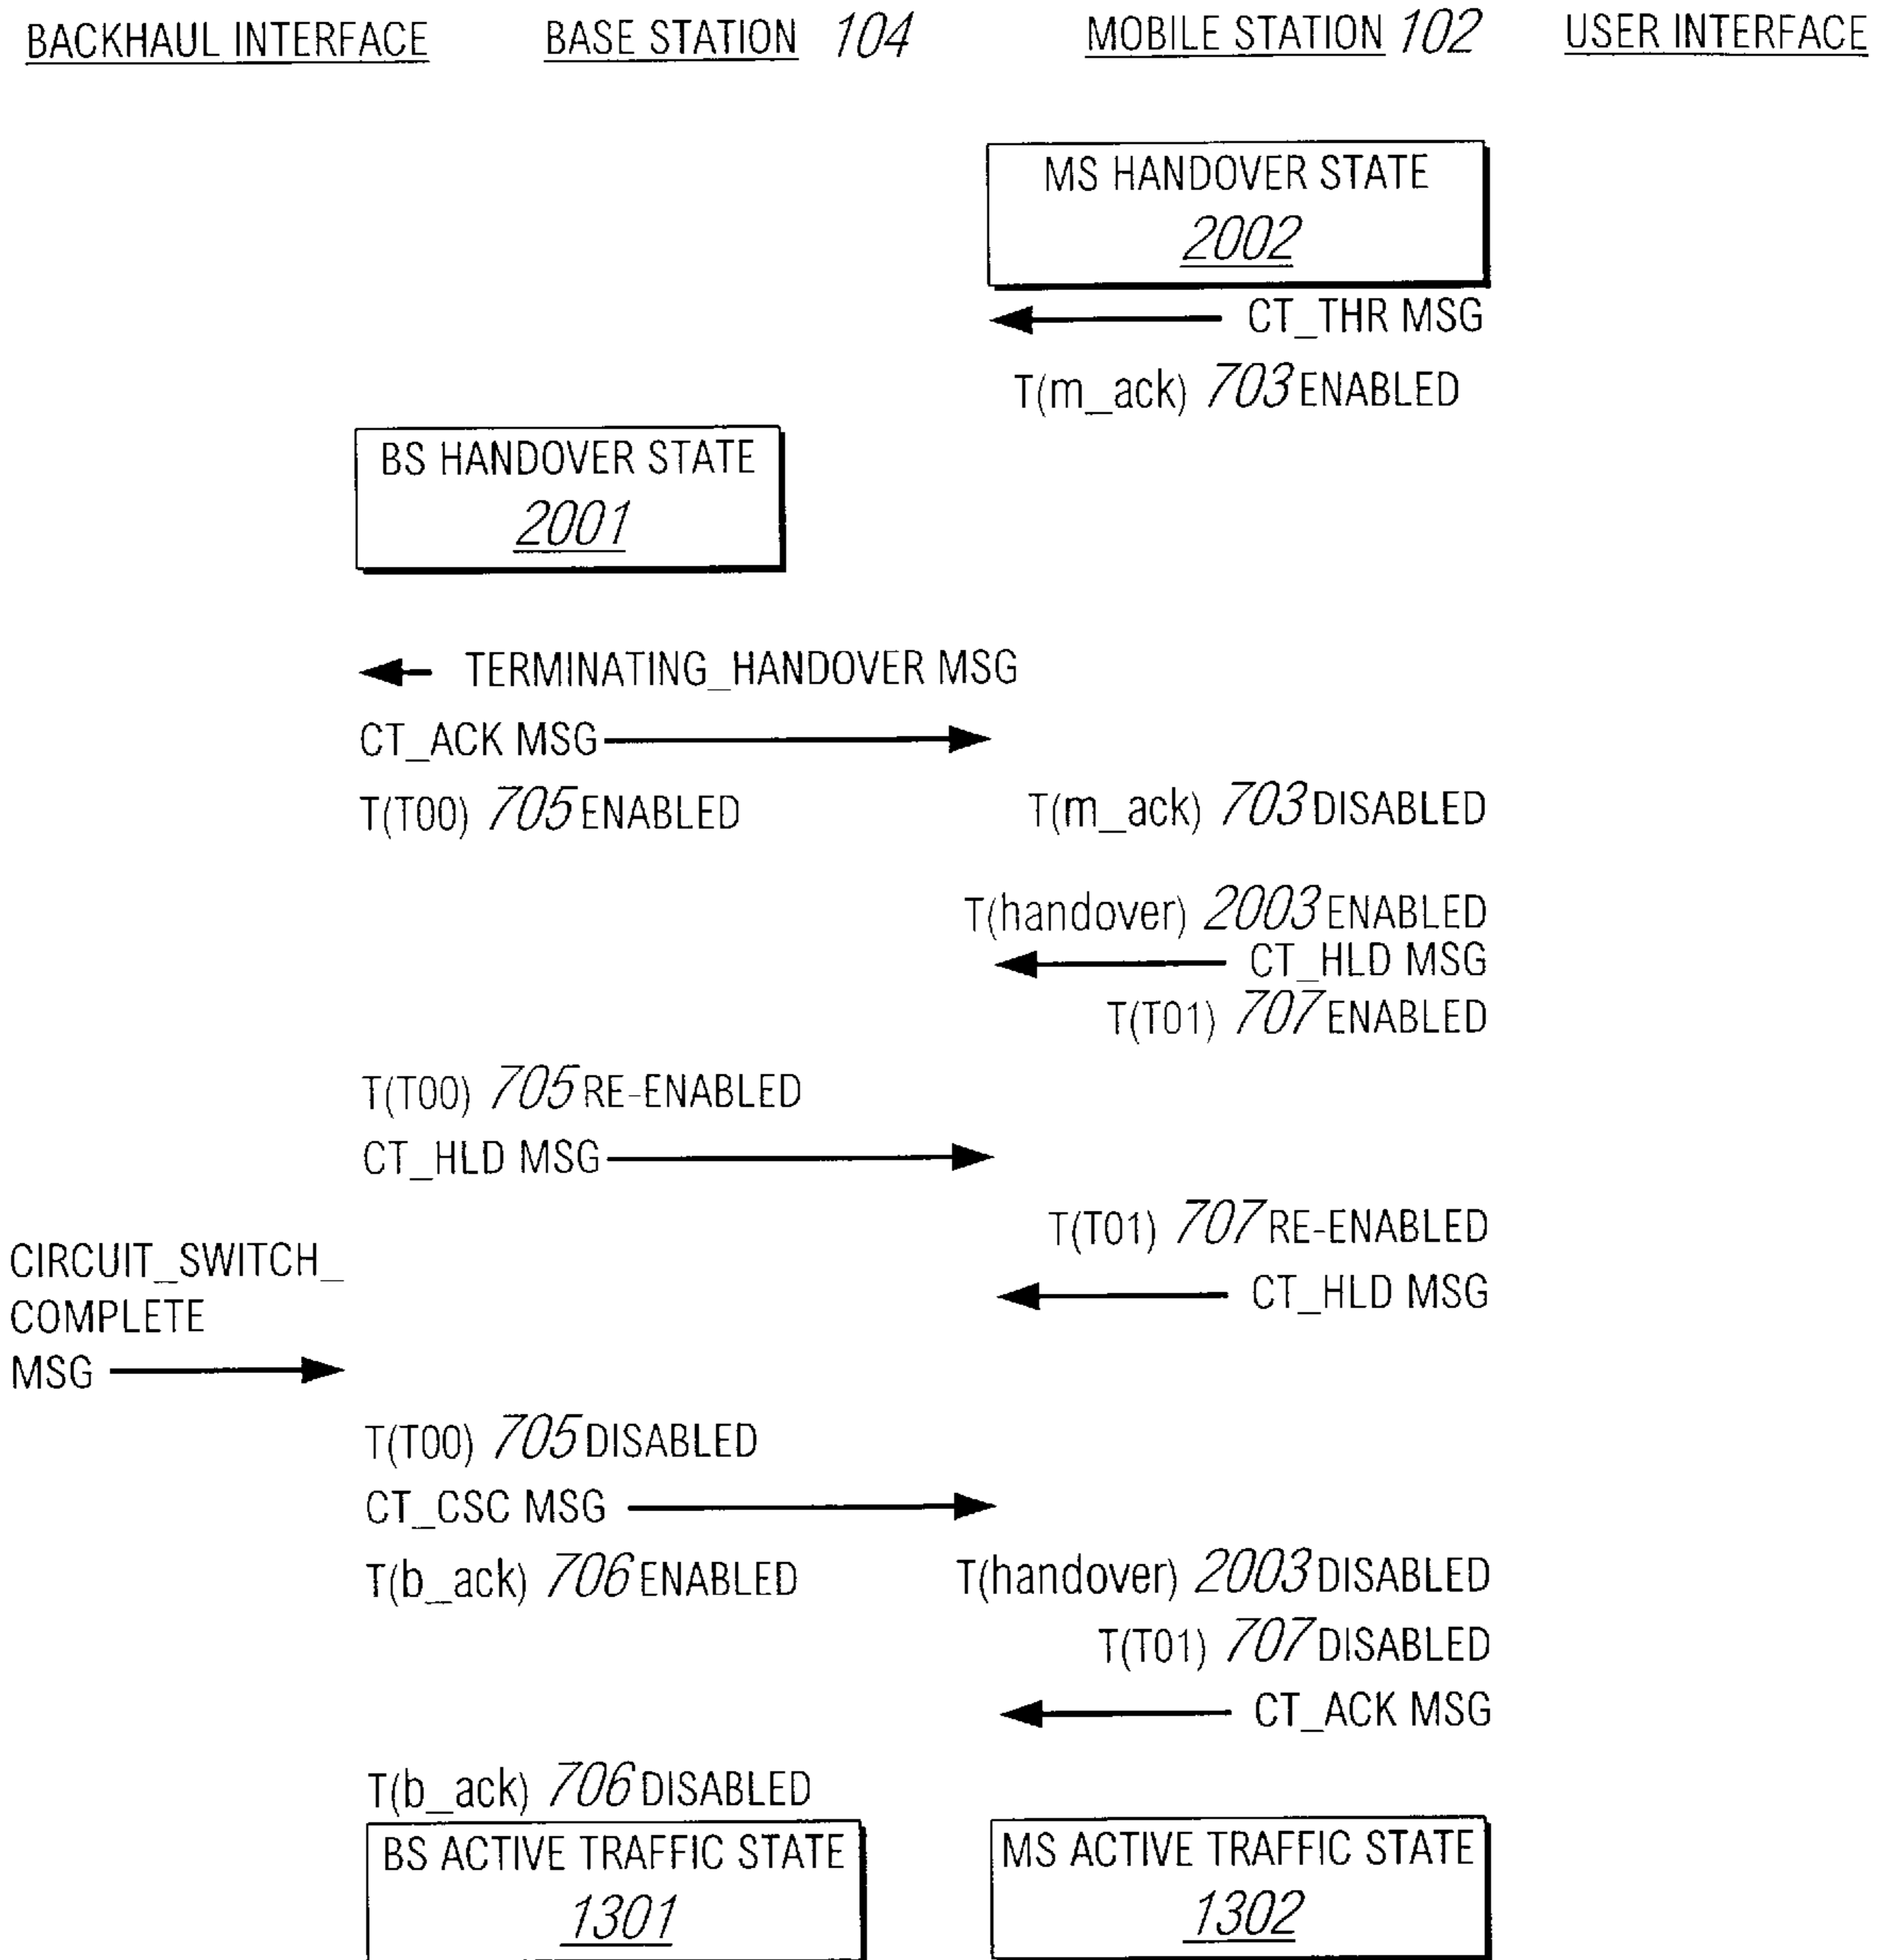 BACKHAUL INTERFACE BASE STATION 104 MOBILE STATION 102 USER INTERFACE
MS HANDOVER STATE
2002
CT_THR MSG
T(m_ack) 703 ENABLED
BS HANDOVER STATE
2001
TERMINATING_HANDOVER MSG
CT_ACK MSG
T(T00) 705 ENABLED T(m_ack) 703 DISABLED
T(handover) 2003 ENABLED
CT_HLD MSG
T(T01) 707 ENABLED
T(T00) 705 RE-ENABLED
CT_HLD MSG
T(T01) 707 RE-ENABLED
CIRCUIT_SWITCH_
CT_HLD MSG
COMPLETE
MSG
T(T00) 705 DISABLED
CT_CSC MSG
T(b_ack) 706 ENABLED T(handover) 2003 DISABLED
T(T01) 707 DISABLED
CT_ACK MSG
T(b_ack) 706 DISABLED
BS ACTIVE TRAFFIC STATE MS ACTIVE TRAFFIC STATE
1301 1302